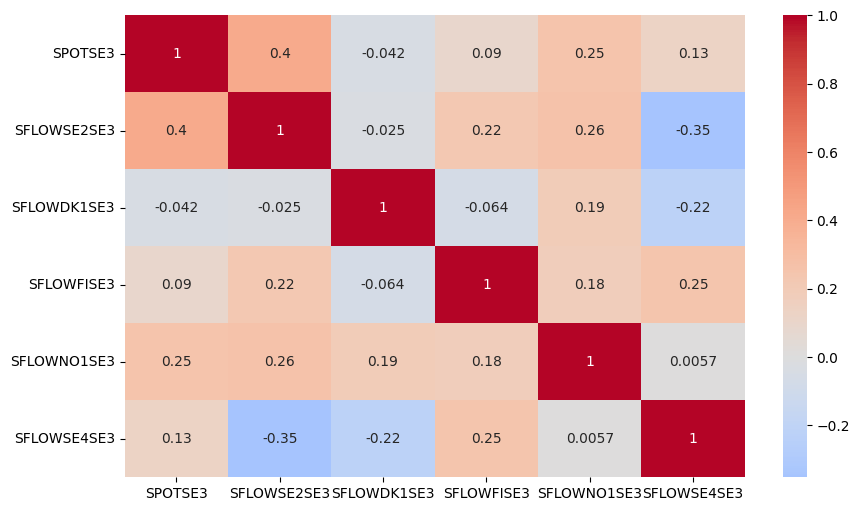 SPOTSE3 1 0.4 -0.042 0.09 0.25 0.13
SFLOWSE2SE3 0.4 1 -0.025 0.22 0.26 -0.35
SFLOWDK1SE3 -0.042 -0.025 1 -0.064 0.19 -0.22
SFLOWFISE3 0.09 0.22 -0.064 1 0.18 0.25
SFLOWNO1SE3 0.25 0.26 0.19 0.18 1 0.0057
SFLOWSE4SE3 0.13 -0.35 -0.22 0.25 0.0057 1
SPOTSE3 SFLOWSE2SE3 SFLOWDK1SE3 SFLOWFISE3 SFLOWNO1SE3 SFLOWSE4SE3
1.0
0.8
0.6
0.4
0.2
0.0
−0.2